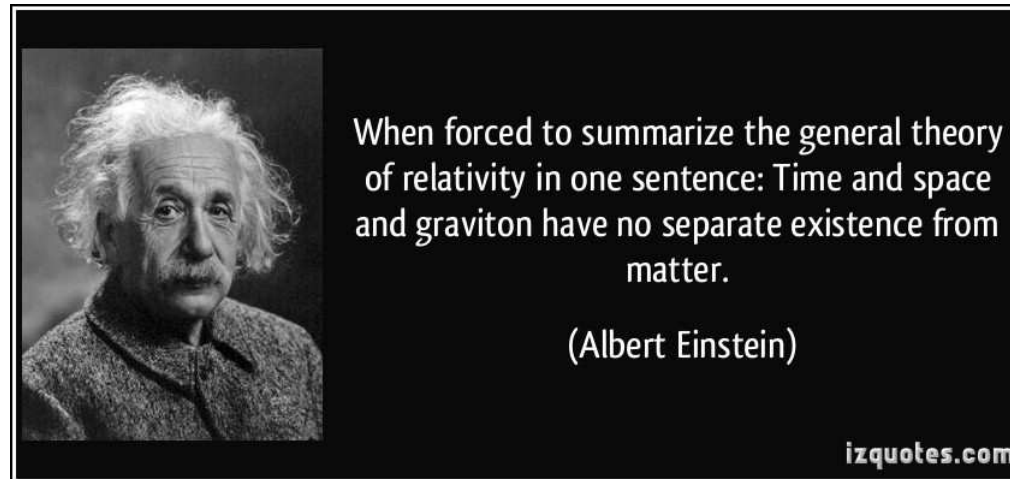 When forced to summarize the general theory
of relativity in one sentence: Time and space
and graviton have no separate existence from
matter.
(Albert Einstein)
izquotes.com